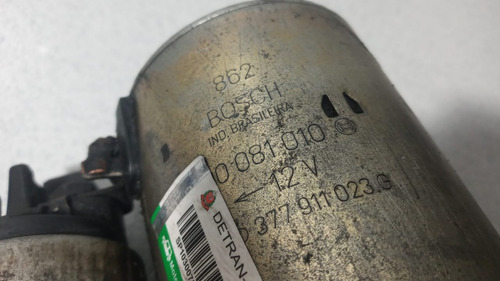 862
BOSCH
IND. BRASILEIRA
0 081 010
12 V
377 911 023 G
DETRAN-